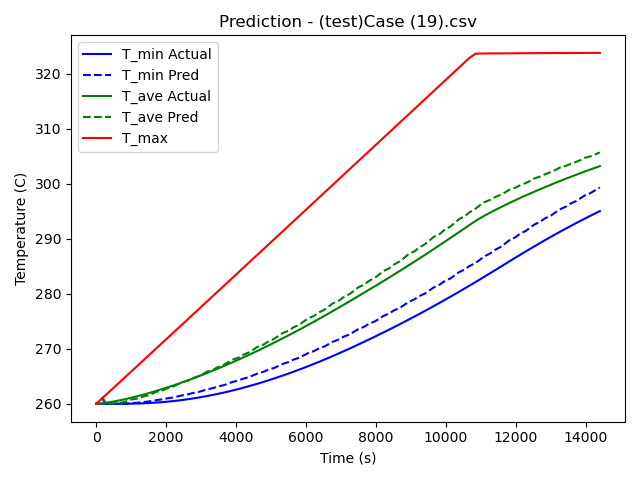 Prediction - (test)Case (19).csv
T_min Actual
T_min Pred
T_ave Actual
T_ave Pred
T_max
Temperature (C)
320
310
300
290
280
270
260
0 2000 4000 6000 8000 10000 12000 14000
Time (s)